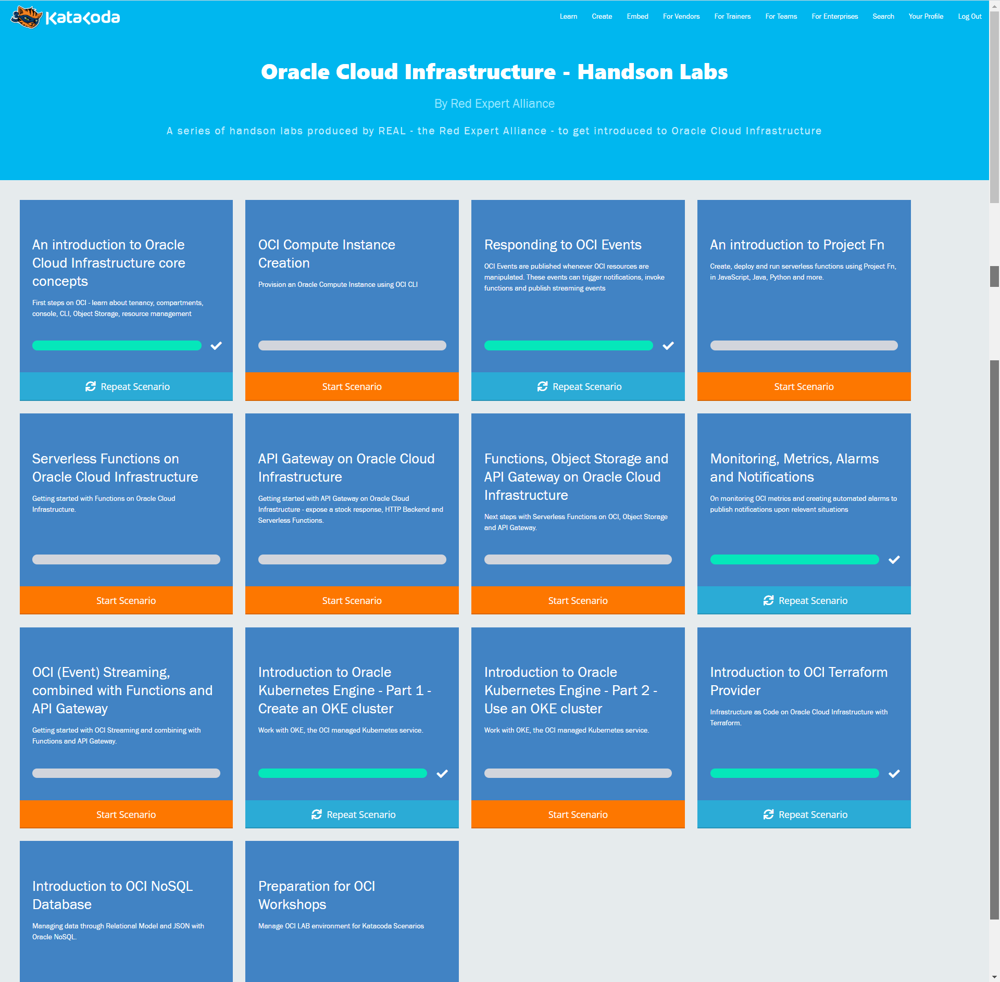 Katakoda
Learn Create Embed For Vendors For Trainers For Teams For Enterprises Search Your Profile Log Out
Oracle Cloud Infrastructure - Handson Labs
By Red Expert Alliance
A series of handson labs produced by REAL - the Red Expert Alliance - to get introduced to Oracle Cloud Infrastructure
An introduction to Oracle
Cloud Infrastructure core
concepts
First steps on OCI - learn about tenancy, compartments,
console, CLI, Object Storage, resource management
Repeat Scenario
OCI Compute Instance
Creation
Provision an Oracle Compute Instance using OCI CLI
Start Scenario
Responding to OCI Events
OCI Events are published whenever OCI resources are
manipulated. These events can trigger notifications, invoke
functions and publish streaming events
Repeat Scenario
An introduction to Project Fn
Create, deploy and run serverless functions using Project Fn,
in JavaScript, Java, Python and more.
Start Scenario
Serverless Functions on
Oracle Cloud Infrastructure
Getting started with Functions on Oracle Cloud
Infrastructure.
Start Scenario
API Gateway on Oracle Cloud
Infrastructure
Getting started with API Gateway on Oracle Cloud
Infrastructure - expose a stock response, HTTP Backend and
Serverless Functions.
Start Scenario
Functions, Object Storage and
API Gateway on Oracle Cloud
Infrastructure
Next steps with Serverless Functions on OCI, Object Storage
and API Gateway.
Start Scenario
Monitoring, Metrics, Alarms
and Notifications
On monitoring OCI metrics and creating automated alarms to
publish notifications upon relevant situations
Repeat Scenario
OCI (Event) Streaming,
combined with Functions and
API Gateway
Getting started with OCI Streaming and combining with
Functions and API Gateway.
Start Scenario
Introduction to Oracle
Kubernetes Engine - Part 1 -
Create an OKE cluster
Work with OKE, the OCI managed Kubernetes service.
Repeat Scenario
Introduction to Oracle
Kubernetes Engine - Part 2 -
Use an OKE cluster
Work with OKE, the OCI managed Kubernetes service.
Start Scenario
Introduction to OCI Terraform
Provider
Infrastructure as Code on Oracle Cloud Infrastructure with
Terraform.
Repeat Scenario
Introduction to OCI NoSQL
Database
Managing data through Relational Model and JSON with
Oracle NoSQL.
Preparation for OCI
Workshops
Manage OCI LAB environment for Katacoda Scenarios